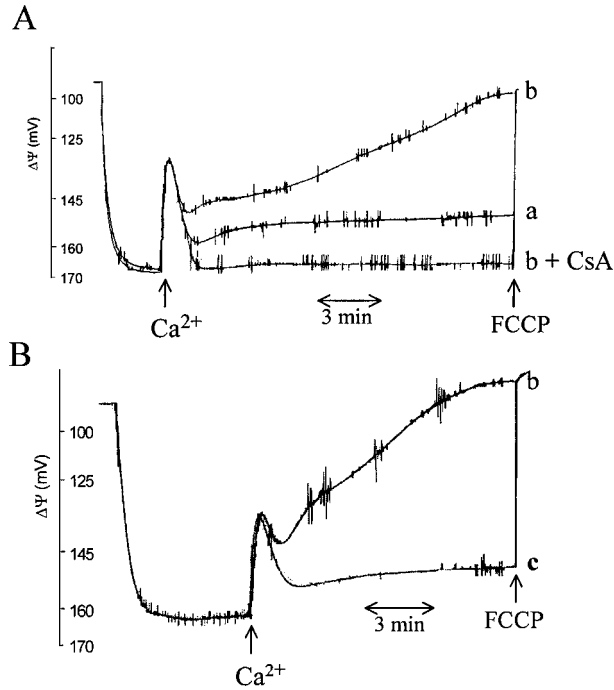 A
ΔΨ (mV)
100
125
145
160
170
b
a
b + CsA
Ca²⁺
3 min
FCCP
B
ΔΨ (mV)
100
125
145
160
170
b
c
3 min
FCCP
Ca²⁺